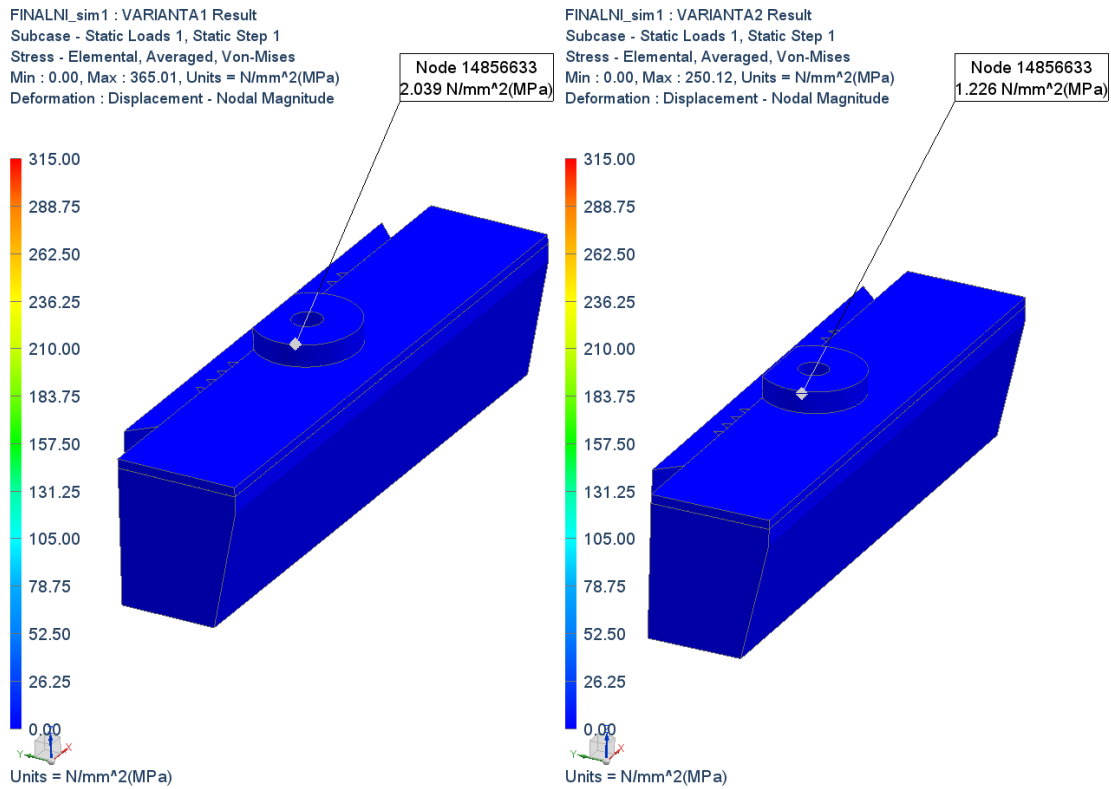 FINALNI_sim1 : VARIANTA1 Result
Subcase - Static Loads 1, Static Step 1
Stress - Elemental, Averaged, Von-Mises
Min : 0.00, Max : 365.01, Units = N/mm^2(MPa)
Deformation : Displacement - Nodal Magnitude
Node 14856633
2.039 N/mm^2(MPa)
315.00
288.75
262.50
236.25
210.00
183.75
157.50
131.25
105.00
78.75
52.50
26.25
0.00
Y
X
Units = N/mm^2(MPa)
FINALNI_sim1 : VARIANTA2 Result
Subcase - Static Loads 1, Static Step 1
Stress - Elemental, Averaged, Von-Mises
Min : 0.00, Max : 250.12, Units = N/mm^2(MPa)
Deformation : Displacement - Nodal Magnitude
Node 14856633
1.226 N/mm^2(MPa)
315.00
288.75
262.50
236.25
210.00
183.75
157.50
131.25
105.00
78.75
52.50
26.25
0.00
Y
X
Units = N/mm^2(MPa)